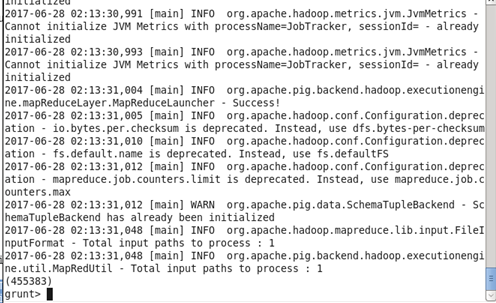 initialized
2017-06-28 02:13:30,991 [main] INFO  org.apache.hadoop.metrics.jvm.JvmMetrics -
Cannot initialize JVM Metrics with processName=JobTracker, sessionId= - already
initialized
2017-06-28 02:13:30,993 [main] INFO  org.apache.hadoop.metrics.jvm.JvmMetrics -
Cannot initialize JVM Metrics with processName=JobTracker, sessionId= - already
initialized
2017-06-28 02:13:31,004 [main] INFO  org.apache.pig.backend.hadoop.executionengi
ne.mapReduceLayer.MapReduceLauncher - Success!
2017-06-28 02:13:31,005 [main] INFO  org.apache.hadoop.conf.Configuration.deprec
ation - io.bytes.per.checksum is deprecated. Instead, use dfs.bytes-per-checksum
2017-06-28 02:13:31,010 [main] INFO  org.apache.hadoop.conf.Configuration.deprec
ation - fs.default.name is deprecated. Instead, use fs.defaultFS
2017-06-28 02:13:31,012 [main] INFO  org.apache.hadoop.conf.Configuration.deprec
ation - mapreduce.job.counters.limit is deprecated. Instead, use mapreduce.job.c
ounters.max
2017-06-28 02:13:31,012 [main] WARN  org.apache.pig.data.SchemaTupleBackend - Sc
hemaTupleBackend has already been initialized
2017-06-28 02:13:31,048 [main] INFO  org.apache.hadoop.mapreduce.lib.input.FileI
nputFormat - Total input paths to process : 1
2017-06-28 02:13:31,048 [main] INFO  org.apache.pig.backend.hadoop.executionengi
ne.util.MapRedUtil - Total input paths to process : 1
(455383)
grunt>